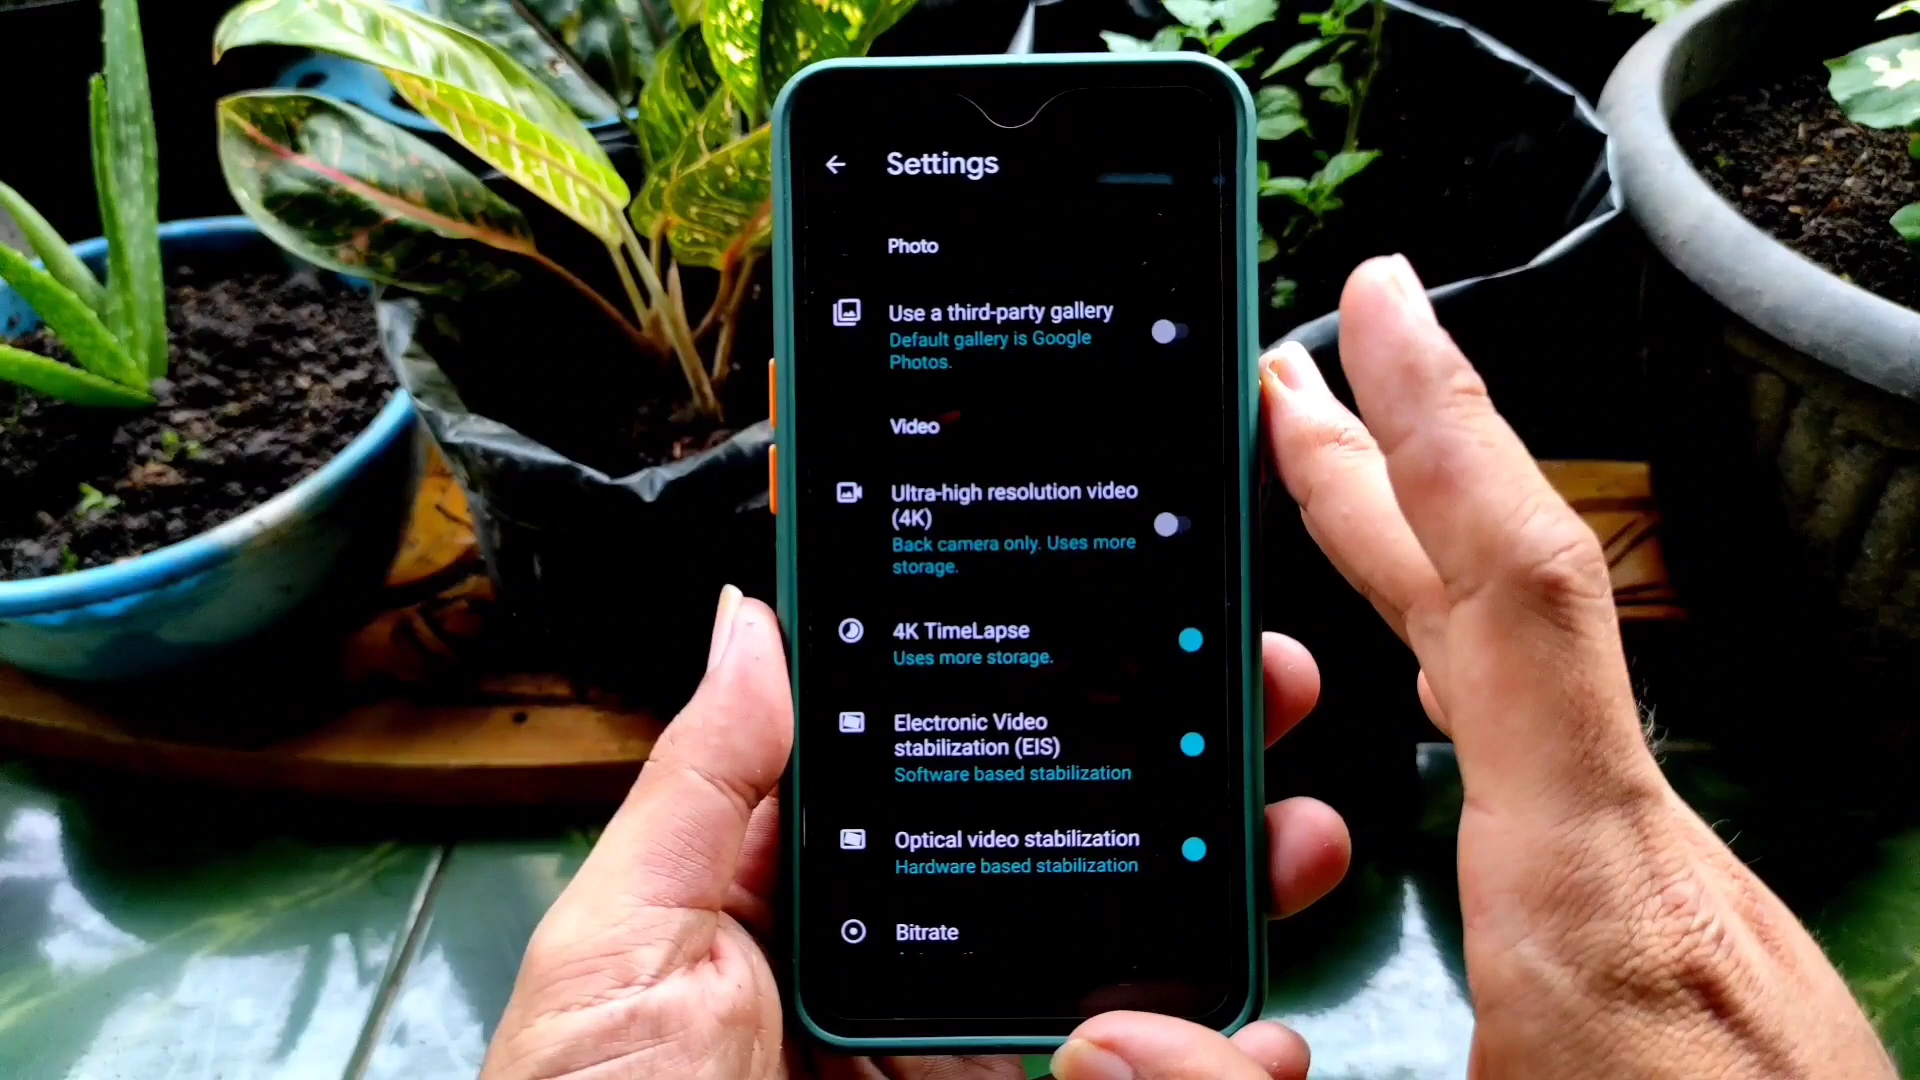 Settings
Photo
Use a third-party gallery
Default gallery is Google
Photos.
Video
Ultra-high resolution video
(4K)
Back camera only. Uses more
storage.
4K TimeLapse
Uses more storage.
Electronic Video
stabilization (EIS)
Software based stabilization
Optical video stabilization
Hardware based stabilization
Bitrate